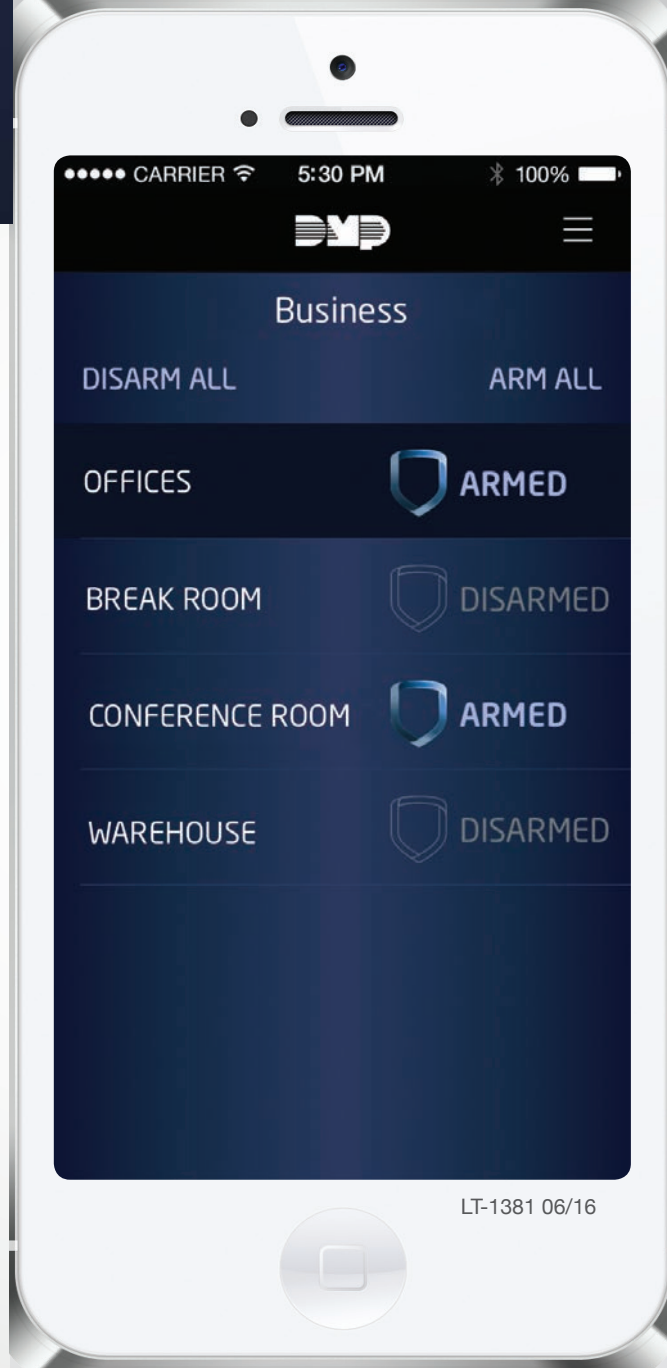 CARRIER 5:30 PM 100%
DMP
Business
DISARM ALL ARM ALL
OFFICES ARMED
BREAK ROOM DISARMED
CONFERENCE ROOM ARMED
WAREHOUSE DISARMED
LT-1381 06/16